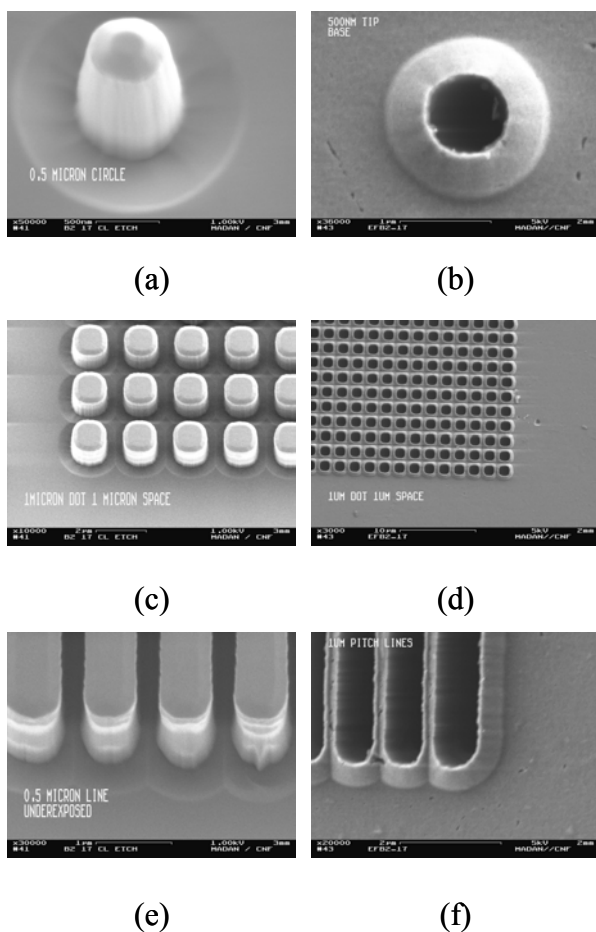 0.5 MICRON CIRCLE
x50000 500nm 1.00kV 3mm
#41 B2 17 CL ETCH MADAN / CNF
500NM TIP
BASE
x36000 1µm 5kV 2mm
#43 EFB2-17 MADAN//CNF
(a)
(b)
1MICRON DOT 1 MICRON SPACE
x10000 2µm 1.00kV 3mm
#41 B2 17 CL ETCH MADAN / CNF
1UM DOT 1UM SPACE
x3000 10µm 5kV 2mm
#43 EFB2-17 MADAN//CNF
(c)
(d)
0.5 MICRON LINE
UNDEREXPOSED
x30000 1µm 1.00kV 3mm
#41 B2 17 CL ETCH MADAN / CNF
1UM PITCH LINES
x20000 2µm 5kV 2mm
#43 EFB2-17 MADAN//CNF
(e)
(f)